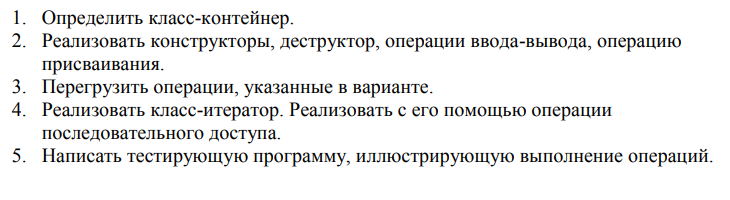 1. Определить класс-контейнер.
2. Реализовать конструкторы, деструктор, операции ввода-вывода, операцию
присваивания.
3. Перегрузить операции, указанные в варианте.
4. Реализовать класс-итератор. Реализовать с его помощью операции
последовательного доступа.
5. Написать тестирующую программу, иллюстрирующую выполнение операций.